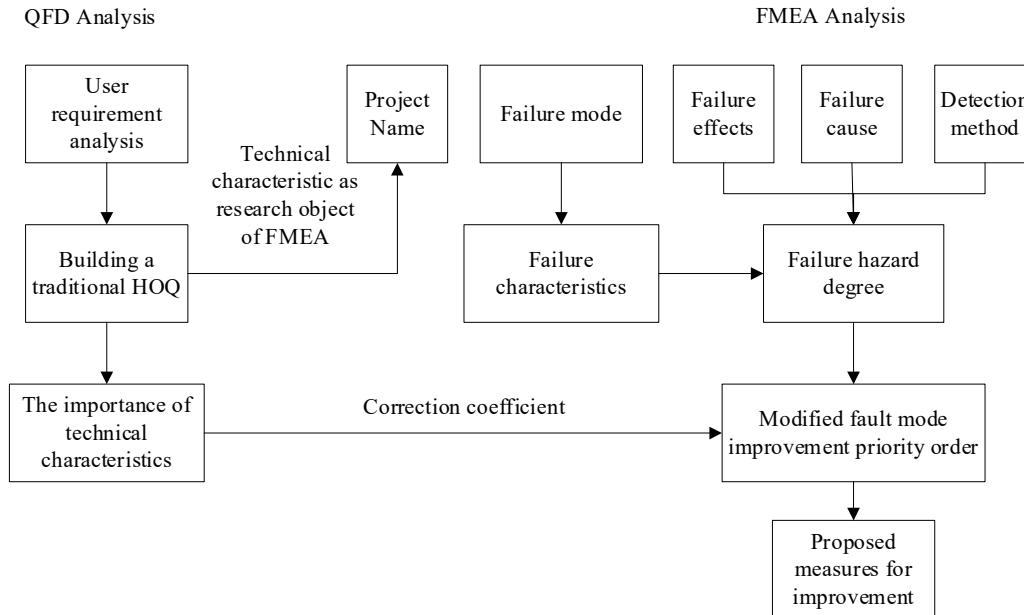 QFD Analysis
FMEA Analysis
User
requirement
analysis
Project
Name
Failure mode
Failure
effects
Failure
cause
Detection
method
Technical
characteristic as
research object
of FMEA
Building a
traditional HOQ
Failure
characteristics
Failure hazard
degree
The importance of
technical
characteristics
Correction coefficient
Modified fault mode
improvement priority order
Proposed
measures for
improvement